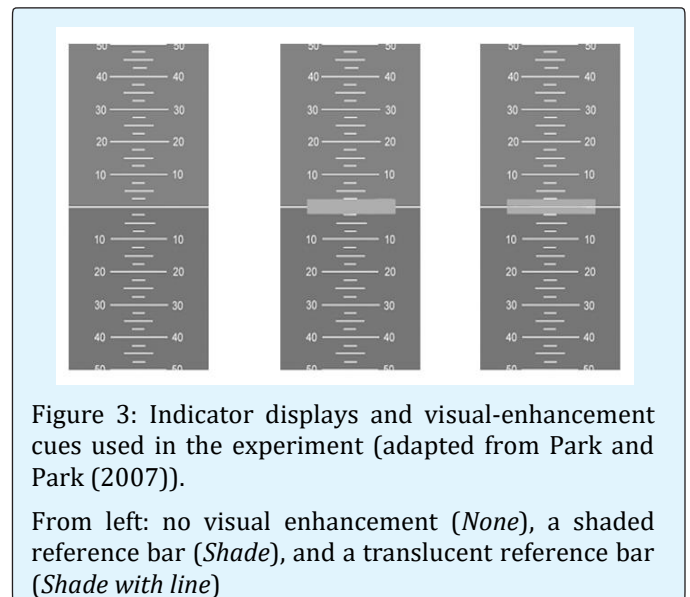 50 50 50 50 50 50
40 40 40 40 40 40
30 30 30 30 30 30
20 20 20 20 20 20
10 10 10 10 10 10
10 10 10 10 10 10
20 20 20 20 20 20
30 30 30 30 30 30
40 40 40 40 40 40
50 50 50 50 50 50
Figure 3: Indicator displays and visual-enhancement
cues used in the experiment (adapted from Park and
Park (2007)).
From left: no visual enhancement (None), a shaded
reference bar (Shade), and a translucent reference bar
(Shade with line)